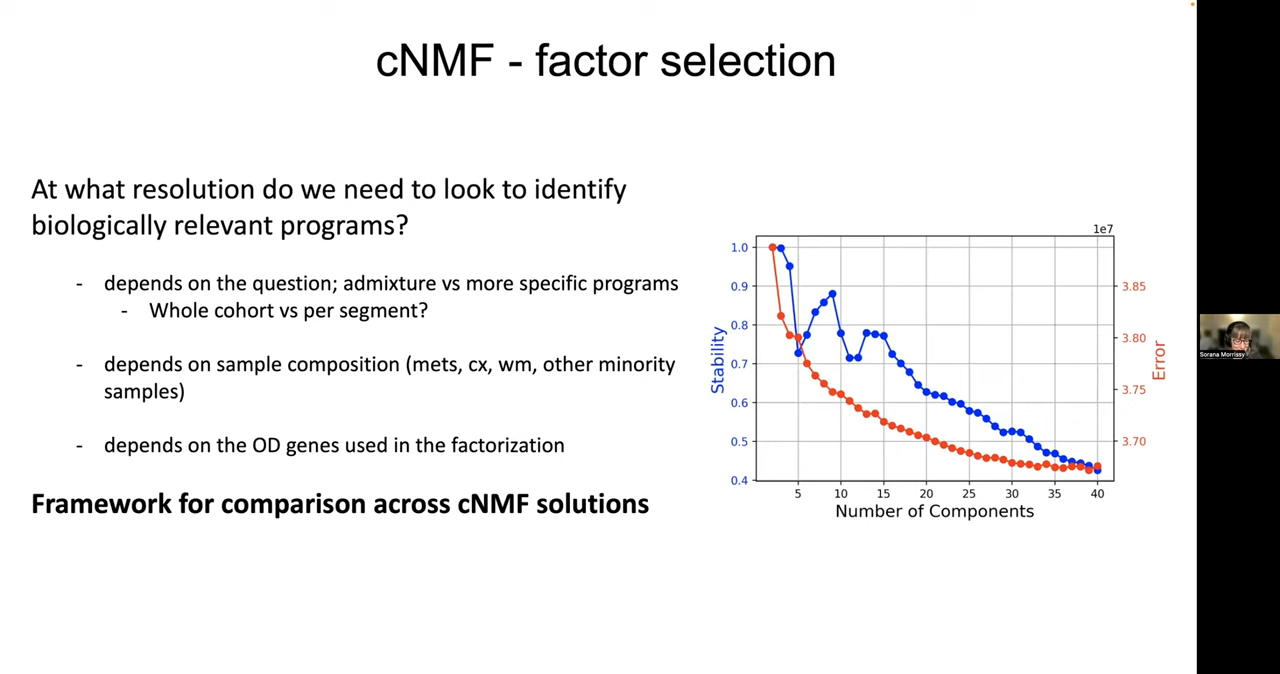 cNMF - factor selection
At what resolution do we need to look to identify
biologically relevant programs?
- depends on the question; admixture vs more specific programs
- Whole cohort vs per segment?
- depends on sample composition (mets, cx, wm, other minority
samples)
- depends on the OD genes used in the factorization
Framework for comparison across cNMF solutions
1e7
1.0
0.9
0.8
0.7
0.6
0.5
0.4
Stability
3.85
3.80
3.75
3.70
Error
5 10 15 20 25 30 35 40
Number of Components
Sorana Morrissy